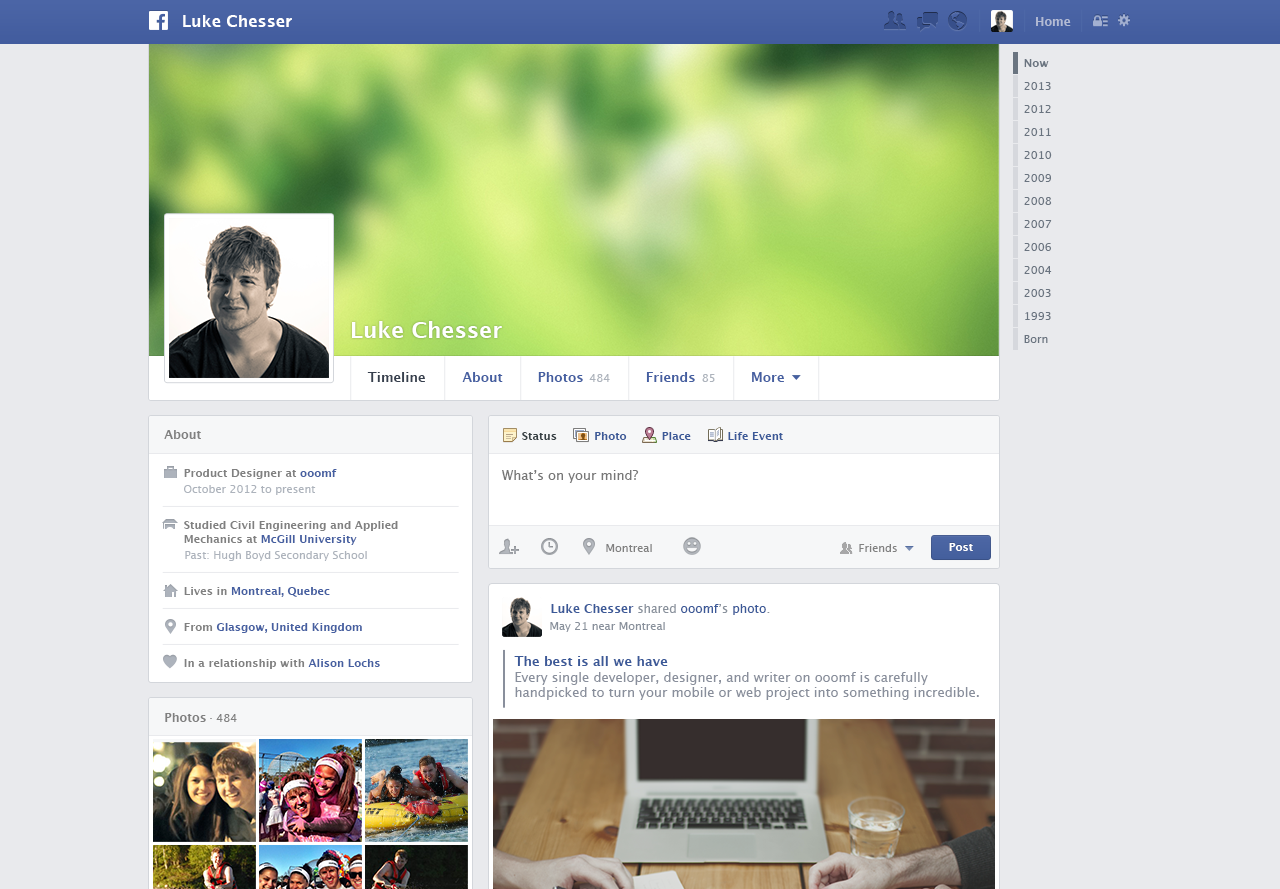 Luke Chesser
Home
Now
2013
2012
2011
2010
2009
2008
2007
2006
2004
2003
1993
Born
Luke Chesser
Timeline
About
Photos 484
Friends 85
More
About
Product Designer at ooomf
October 2012 to present
Studied Civil Engineering and Applied
Mechanics at McGill University
Past: Hugh Boyd Secondary School
Lives in Montreal, Quebec
From Glasgow, United Kingdom
In a relationship with Alison Lochs
Photos · 484
Status
Photo
Place
Life Event
What’s on your mind?
Montreal
Friends
Post
Luke Chesser shared ooomf’s photo.
May 21 near Montreal
The best is all we have
Every single developer, designer, and writer on ooomf is carefully
handpicked to turn your mobile or web project into something incredible.